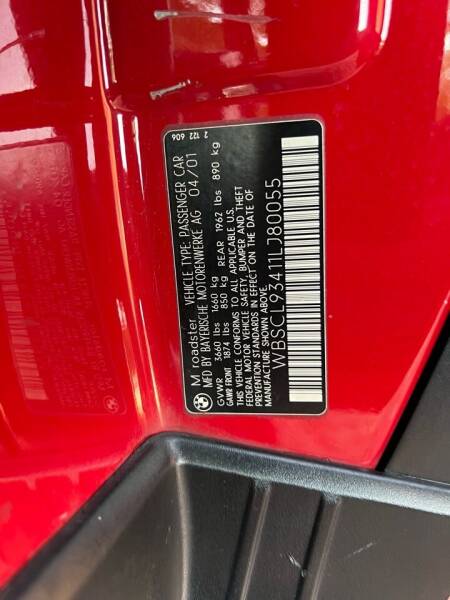 2 122 606
M roadster VEHICLE TYPE: PASSENGER CAR
MFD BY BAYERISCHE MOTORENWERKE AG 04/01
GVWR 3660 lbs 1660 kg
GAWR FRONT 1874 lbs 850 kg REAR 1962 lbs 890 kg
THIS VEHICLE CONFORMS TO ALL APPLICABLE U.S.
FEDERAL MOTOR VEHICLE SAFETY, BUMPER AND THEFT
PREVENTION STANDARDS IN EFFECT ON THE DATE OF
MANUFACTURE SHOWN ABOVE.
WBSCL93411LJ80055